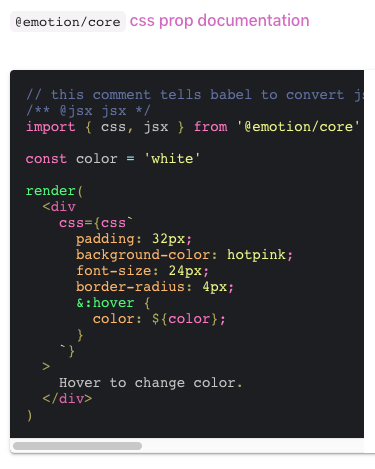 @emotion/core css prop documentation
// this comment tells babel to convert
/** @jsx jsx */
import { css, jsx } from '@emotion/core'
const color = 'white'
render(
<div
css={css`
padding: 32px;
background-color: hotpink;
font-size: 24px;
border-radius: 4px;
&:hover {
color: ${color};
}
`}
>
Hover to change color.
</div>
)